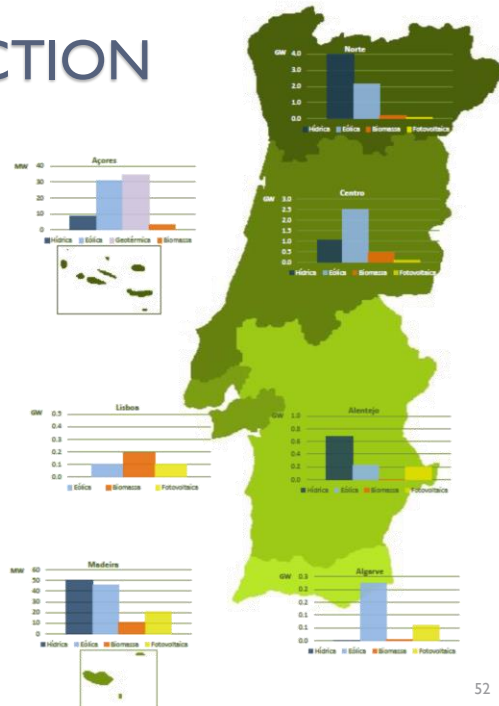 CTION
Norte
GW
4.0
3.0
2.0
1.0
0.0
Hídrica Eólica Biomassa Fotovoltaica
Açores
MW
40
30
20
10
0
Hídrica Eólica Geotérmica Biomassa
Centro
GW
3.0
2.5
2.0
1.5
1.0
0.5
0.0
Hídrica Eólica Biomassa Fotovoltaica
Lisboa
GW
0.5
0.4
0.3
0.2
0.1
0.0
Eólica Biomassa Fotovoltaica
Alentejo
GW
1.0
0.8
0.6
0.4
0.2
0.0
Hídrica Eólica Biomassa Fotovoltaica
Madeira
MW
60
50
40
30
20
10
0
Hídrica Eólica Biomassa Fotovoltaica
Algarve
GW
0.3
0.3
0.2
0.2
0.1
0.1
0.0
Hídrica Eólica Biomassa Fotovoltaica
52